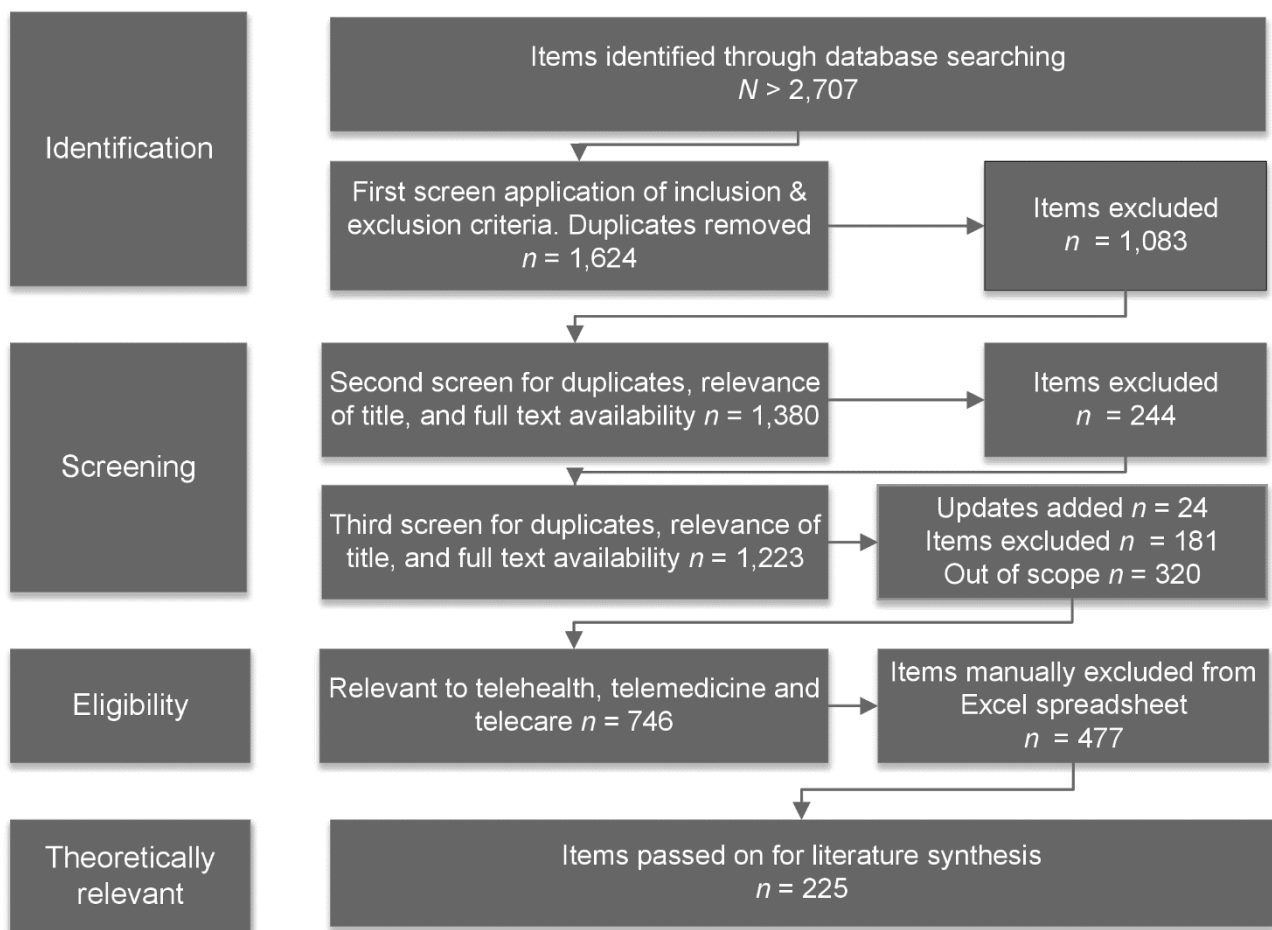 Identification
Items identified through database searching
N > 2,707
First screen application of inclusion &
exclusion criteria. Duplicates removed
n = 1,624
Items excluded
n = 1,083
Screening
Second screen for duplicates, relevance
of title, and full text availability n = 1,380
Items excluded
n = 244
Third screen for duplicates, relevance of
title, and full text availability n = 1,223
Updates added n = 24
Items excluded n = 181
Out of scope n = 320
Eligibility
Relevant to telehealth, telemedicine and
telecare n = 746
Items manually excluded from
Excel spreadsheet
n = 477
Theoretically
relevant
Items passed on for literature synthesis
n = 225